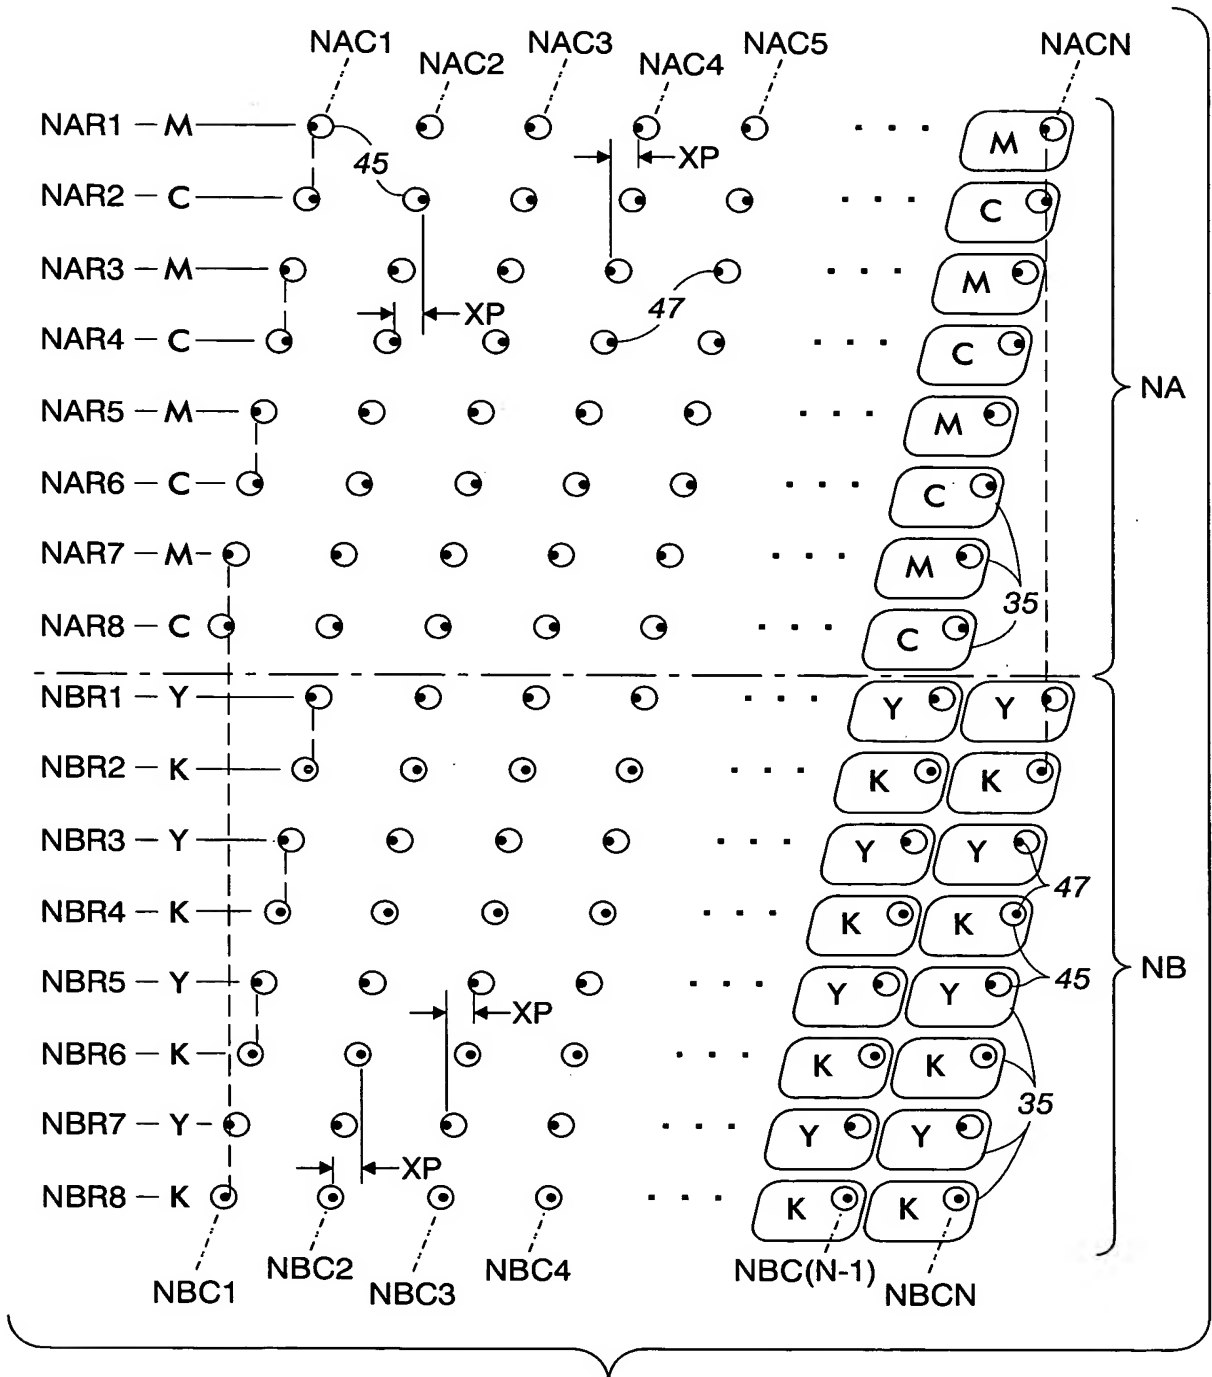 NAC1 NAC2 NAC3 NAC4 NAC5 NACN
NAR1 — M 45 XP M
NAR2 — C C
NAR3 — M M
XP 47
NAR4 — C C
NA
NAR5 — M M
NAR6 — C C
NAR7 — M M
35
NAR8 — C C
NBR1 — Y Y Y
NBR2 — K K K
NBR3 — Y Y Y
47
NBR4 — K K K
NB
NBR5 — Y Y Y 45
XP
NBR6 — K K K
35
NBR7 — Y Y Y
XP
NBR8 — K K K
NBC1 NBC2 NBC3 NBC4 NBC(N-1) NBCN